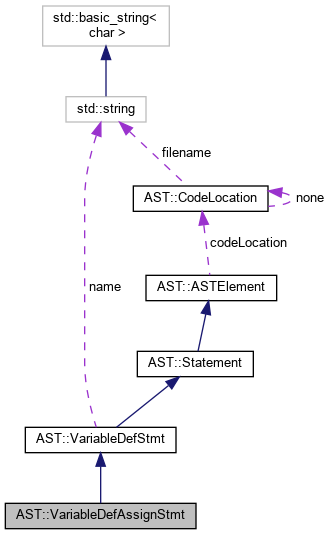 std::basic_string<
char >
std::string
filename
AST::CodeLocation
none
codeLocation
AST::ASTElement
name
AST::Statement
AST::VariableDefStmt
AST::VariableDefAssignStmt